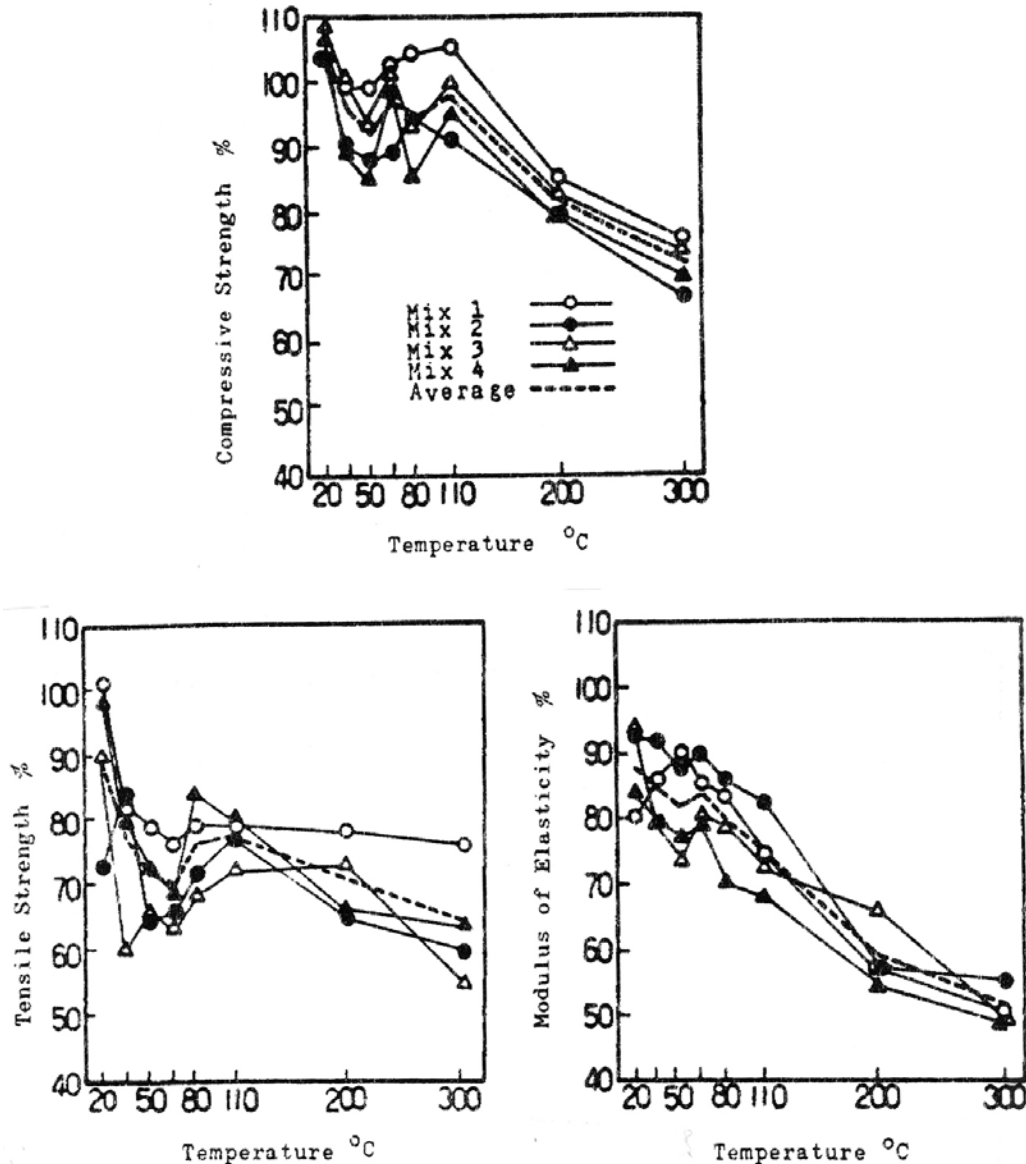 110
100
90
80
70
60
50
40
Compressive Strength %
Mix 1
Mix 2
Mix 3
Mix 4
Average
20 50 80 110 200 300
Temperature °C
110
100
90
80
70
60
50
40
Tensile Strength %
20 50 80 110 200 300
Temperature °C
110
100
90
80
70
60
50
40
Modulus of Elasticity %
20 50 80 110 200 300
Temperature °C